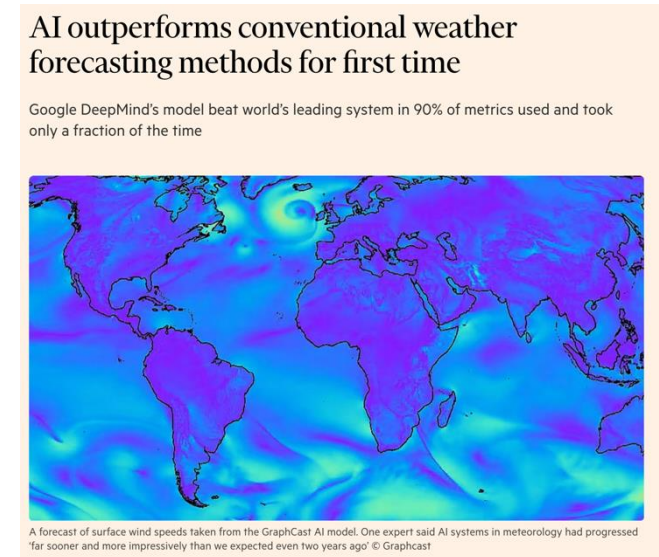 AI outperforms conventional weather
forecasting methods for first time
Google DeepMind’s model beat world’s leading system in 90% of metrics used and took
only a fraction of the time
A forecast of surface wind speeds taken from the GraphCast AI model. One expert said AI systems in meteorology had progressed
‘far sooner and more impressively than we expected even two years ago’ © Graphcast